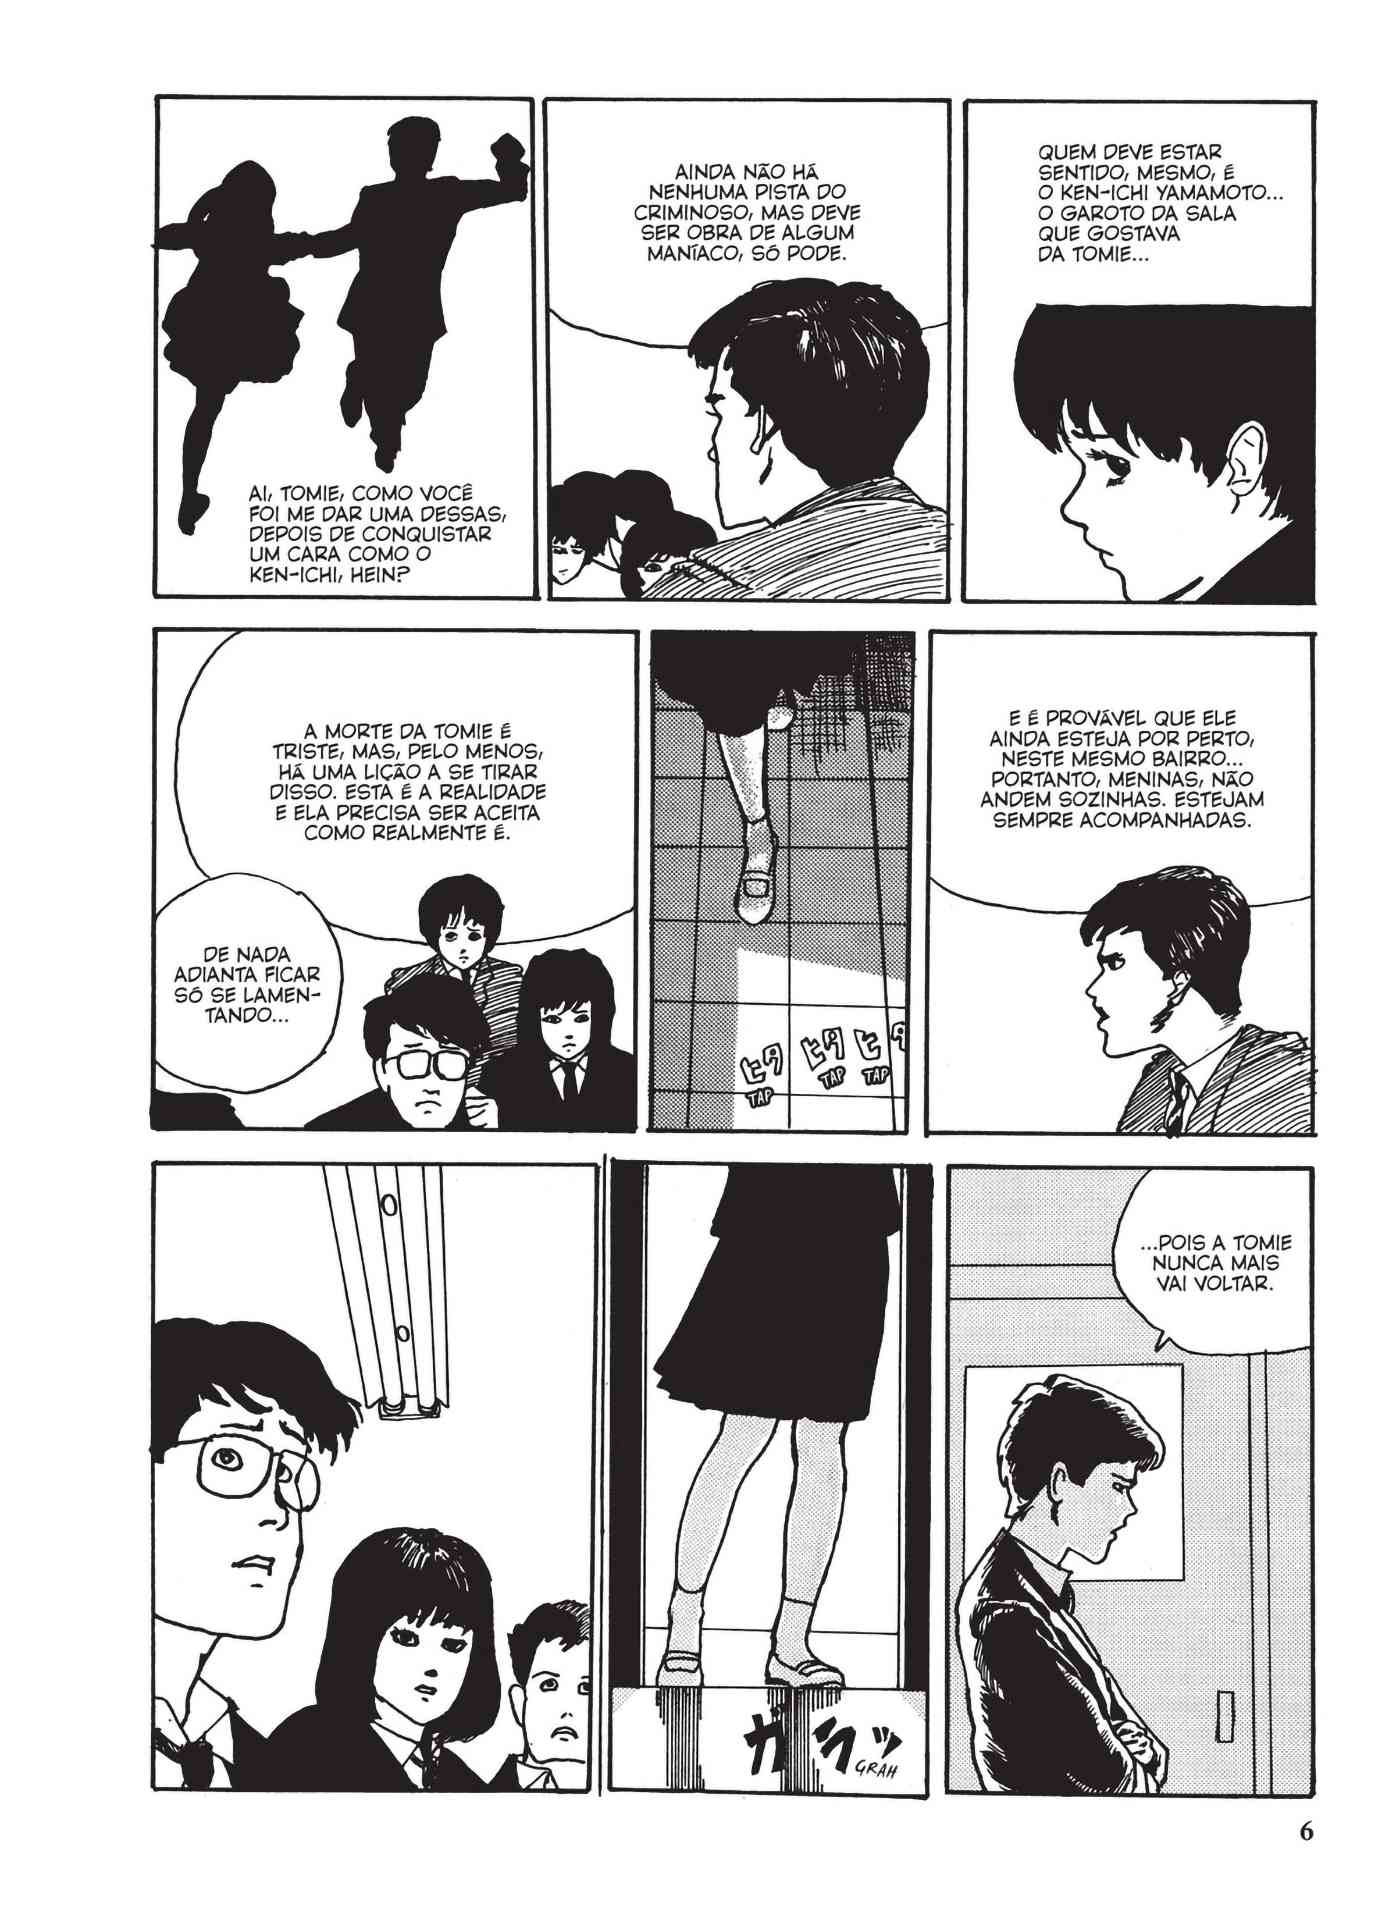 QUEM DEVE ESTAR
SENTIDO, MESMO, É
O KEN-ICHI YAMAMOTO...
O GAROTO DA SALA
QUE GOSTAVA
DA TOMIE...
AINDA NÃO HÁ
NENHUMA PISTA DO
CRIMINOSO, MAS DEVE
SER OBRA DE ALGUM
MANÍACO, SÓ PODE.
AI, TOMIE, COMO VOCÊ
FOI ME DAR UMA DESSAS,
DEPOIS DE CONQUISTAR
UM CARA COMO O
KEN-ICHI, HEIN?
E É PROVÁVEL QUE ELE
AINDA ESTEJA POR PERTO,
NESTE MESMO BAIRRO...
PORTANTO, MENINAS, NÃO
ANDEM SOZINHAS. ESTEJAM
SEMPRE ACOMPANHADAS.
ヒタ ヒタ ヒタ
TAP TAP TAP
A MORTE DA TOMIE É
TRISTE, MAS, PELO MENOS,
HÁ UMA LIÇÃO A SE TIRAR
DISSO. ESTA É A REALIDADE
E ELA PRECISA SER ACEITA
COMO REALMENTE É.
DE NADA
ADIANTA FICAR
SÓ SE LAMEN-
TANDO...
...POIS A TOMIE
NUNCA MAIS
VAI VOLTAR.
ガラッ
GRAH
6